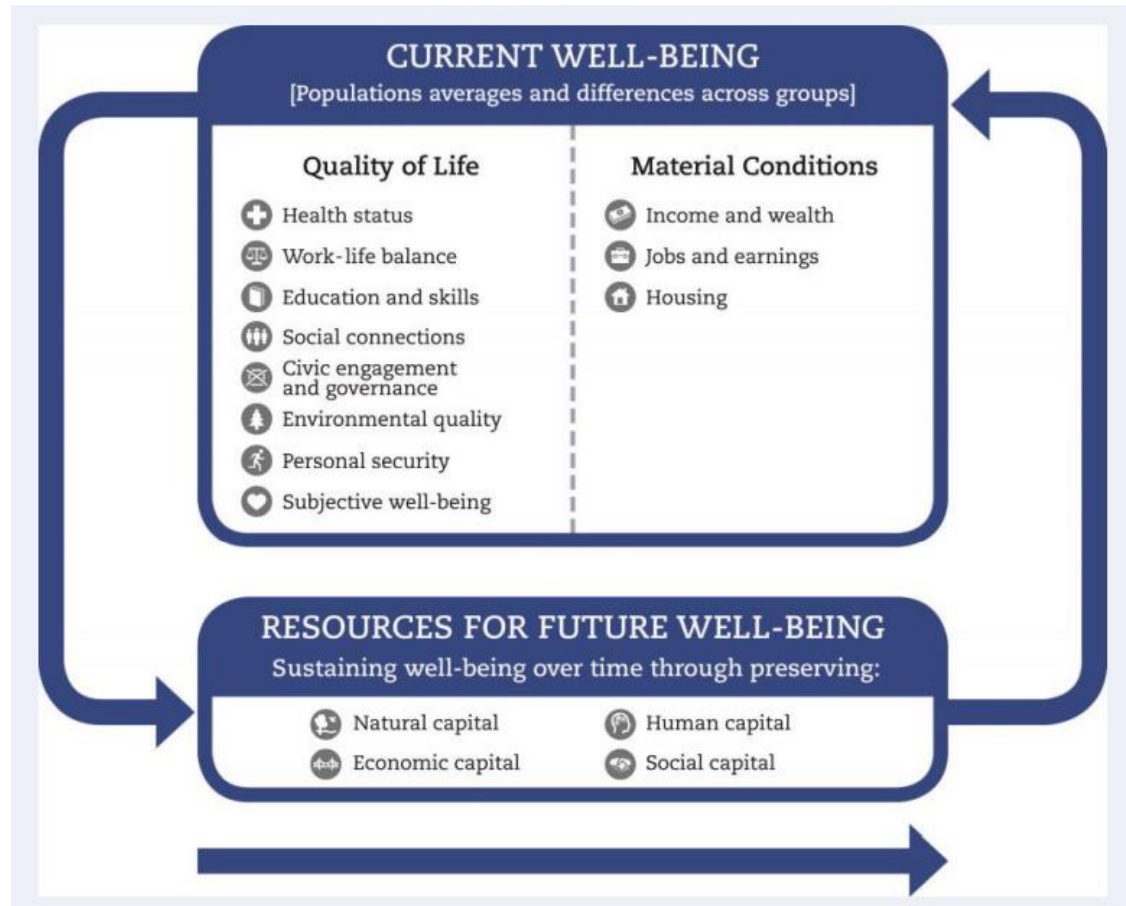 CURRENT WELL-BEING
[Populations averages and differences across groups]
Quality of Life
Health status
Work-life balance
Education and skills
Social connections
Civic engagement
and governance
Environmental quality
Personal security
Subjective well-being
Material Conditions
Income and wealth
Jobs and earnings
Housing
RESOURCES FOR FUTURE WELL-BEING
Sustaining well-being over time through preserving:
Natural capital
Economic capital
Human capital
Social capital